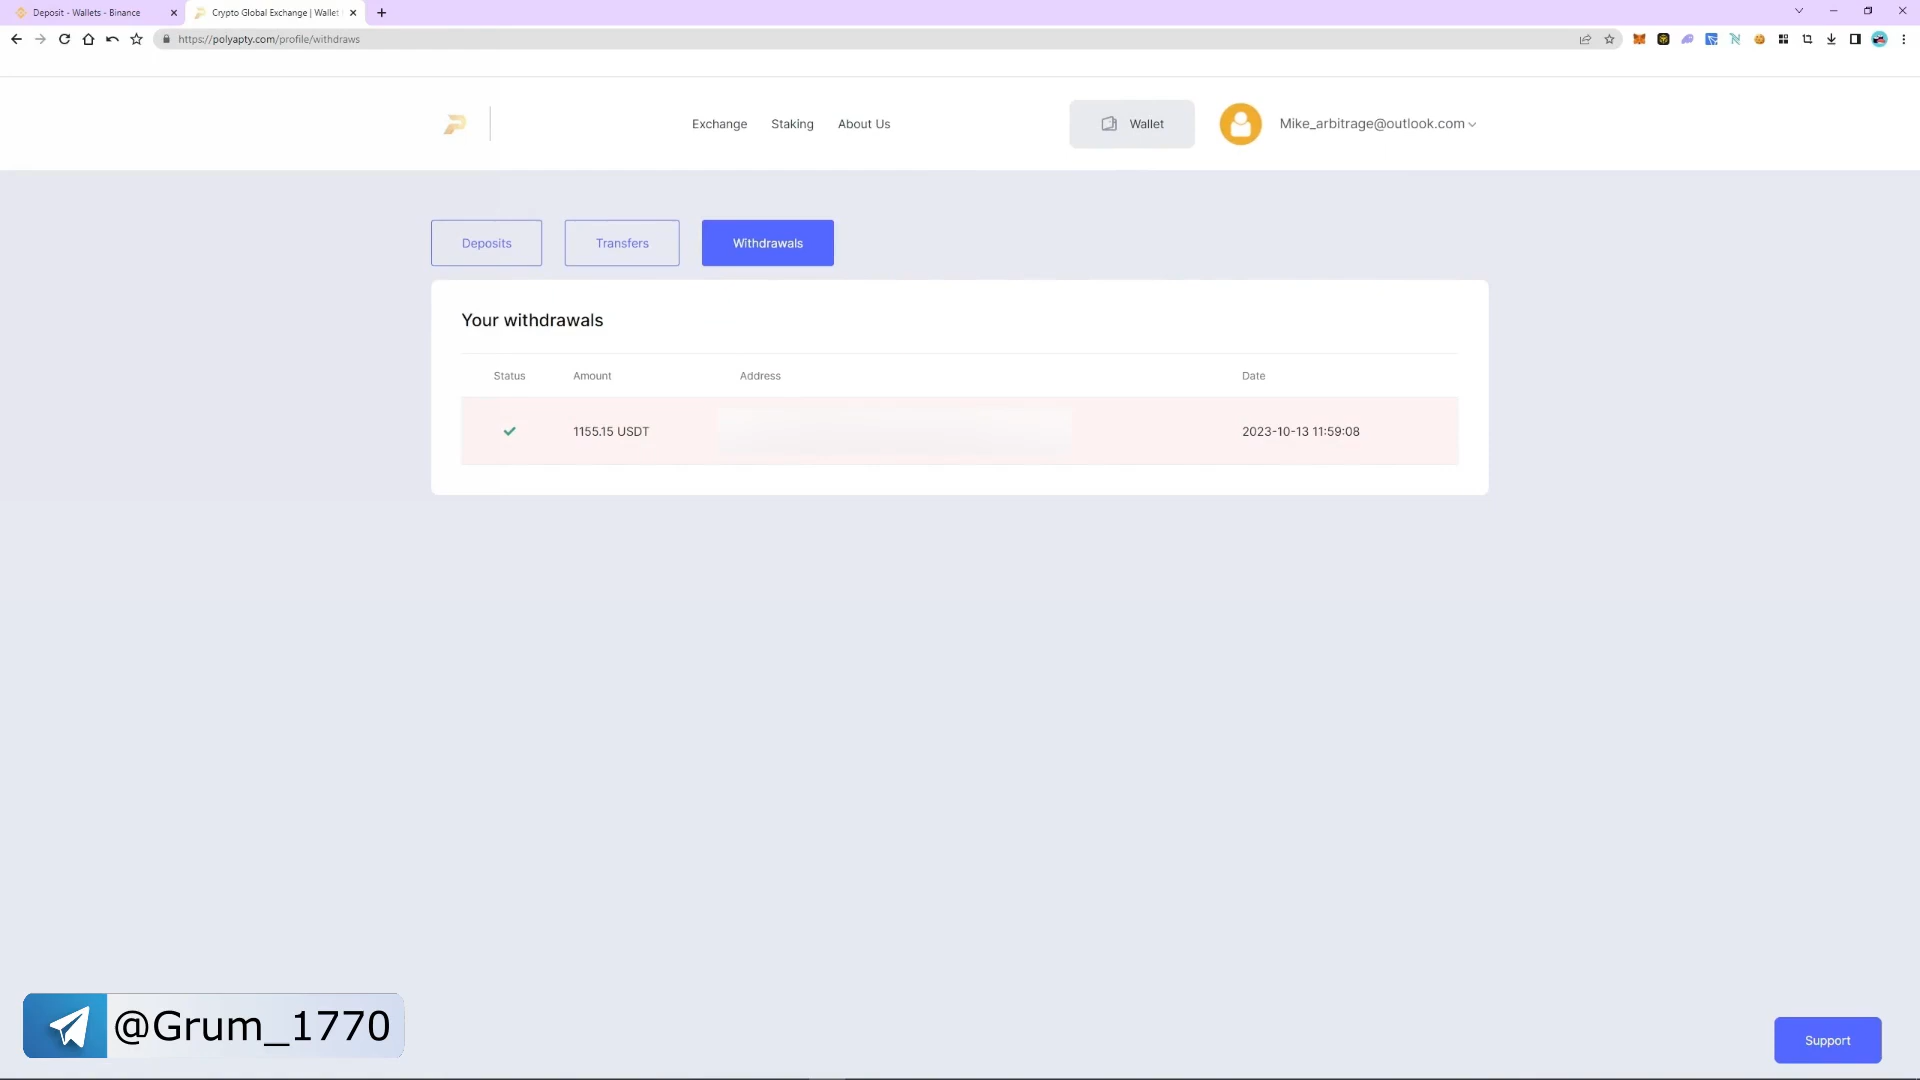 Deposit - Wallets - Binance
Crypto Global Exchange | Wallet
https://polyapty.com/profile/withdraws
Exchange
Staking
About Us
Wallet
Mike_arbitrage@outlook.com
Deposits
Transfers
Withdrawals
Your withdrawals
Status
Amount
Address
Date
1155.15 USDT
2023-10-13 11:59:08
@Grum_1770
Support